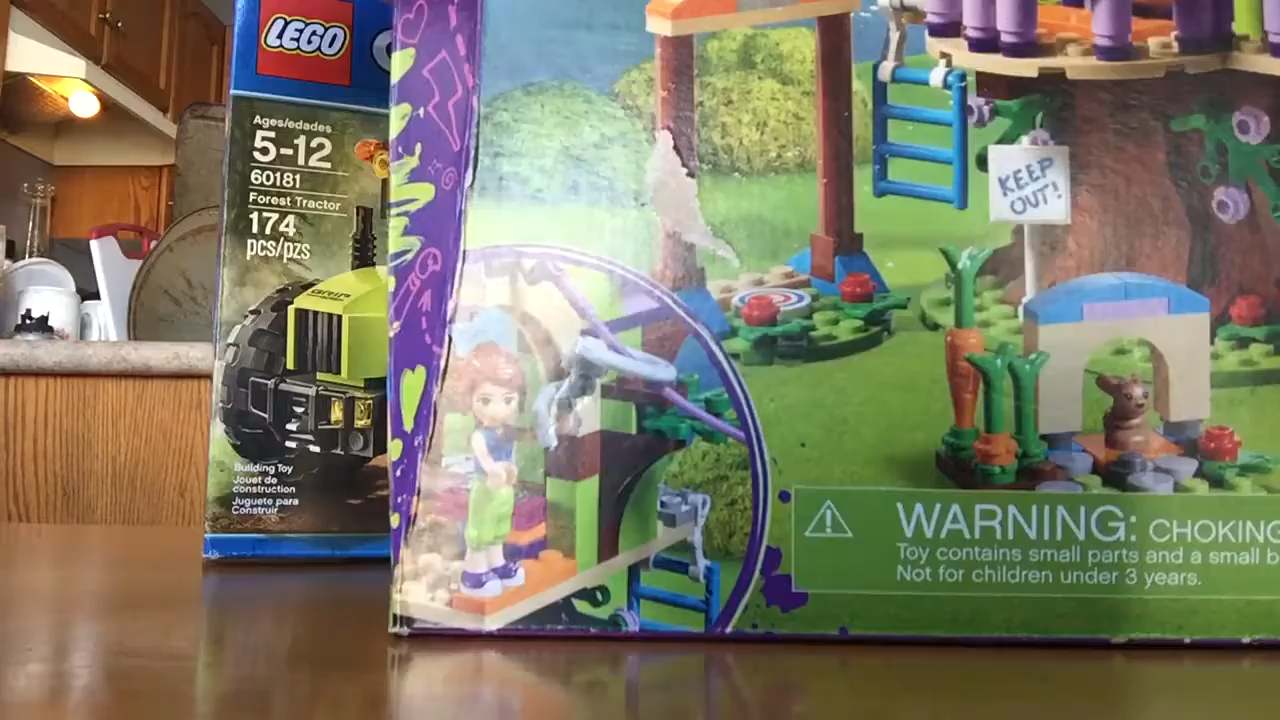 LEGO
Ages/edades
5-12
60181
Forest Tractor
174
pcs/pzs
GRIP
Building Toy
Jouet de
construction
Juguete para
Construir
KEEP
OUT!
WARNING: CHOKING
Toy contains small parts and a small b
Not for children under 3 years.